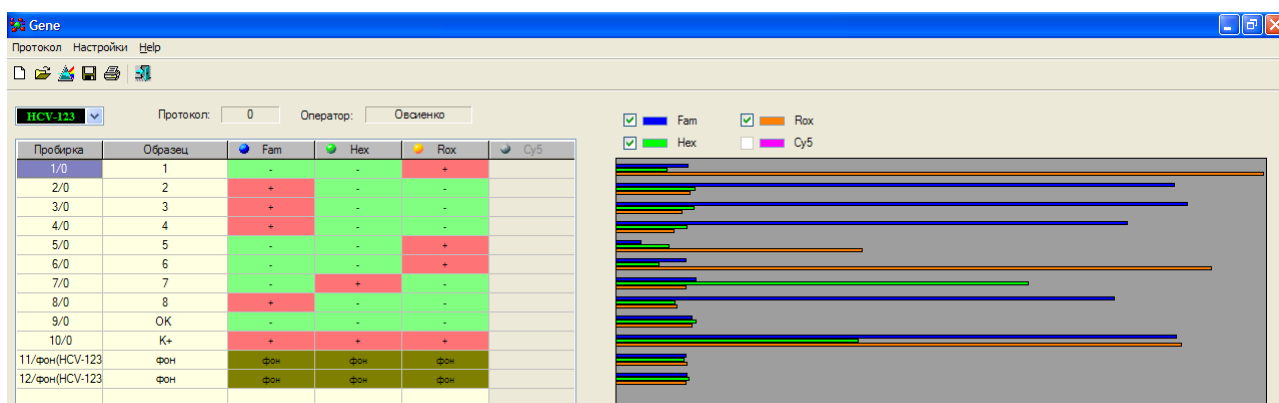 Gene
Протокол Настройки Help
HCV-123 Протокол: 0 Оператор: Овсиенко
Fam Rox
Hex Cy5
Пробирка Образец Fam Hex Rox Cy5
1/0 1 - - +
2/0 2 + - -
3/0 3 + - -
4/0 4 + - -
5/0 5 - - +
6/0 6 - - +
7/0 7 - + -
8/0 8 + - -
9/0 ОК - - -
10/0 К+ + + +
11/фон(HCV-123 фон фон фон фон
12/фон(HCV-123 фон фон фон фон